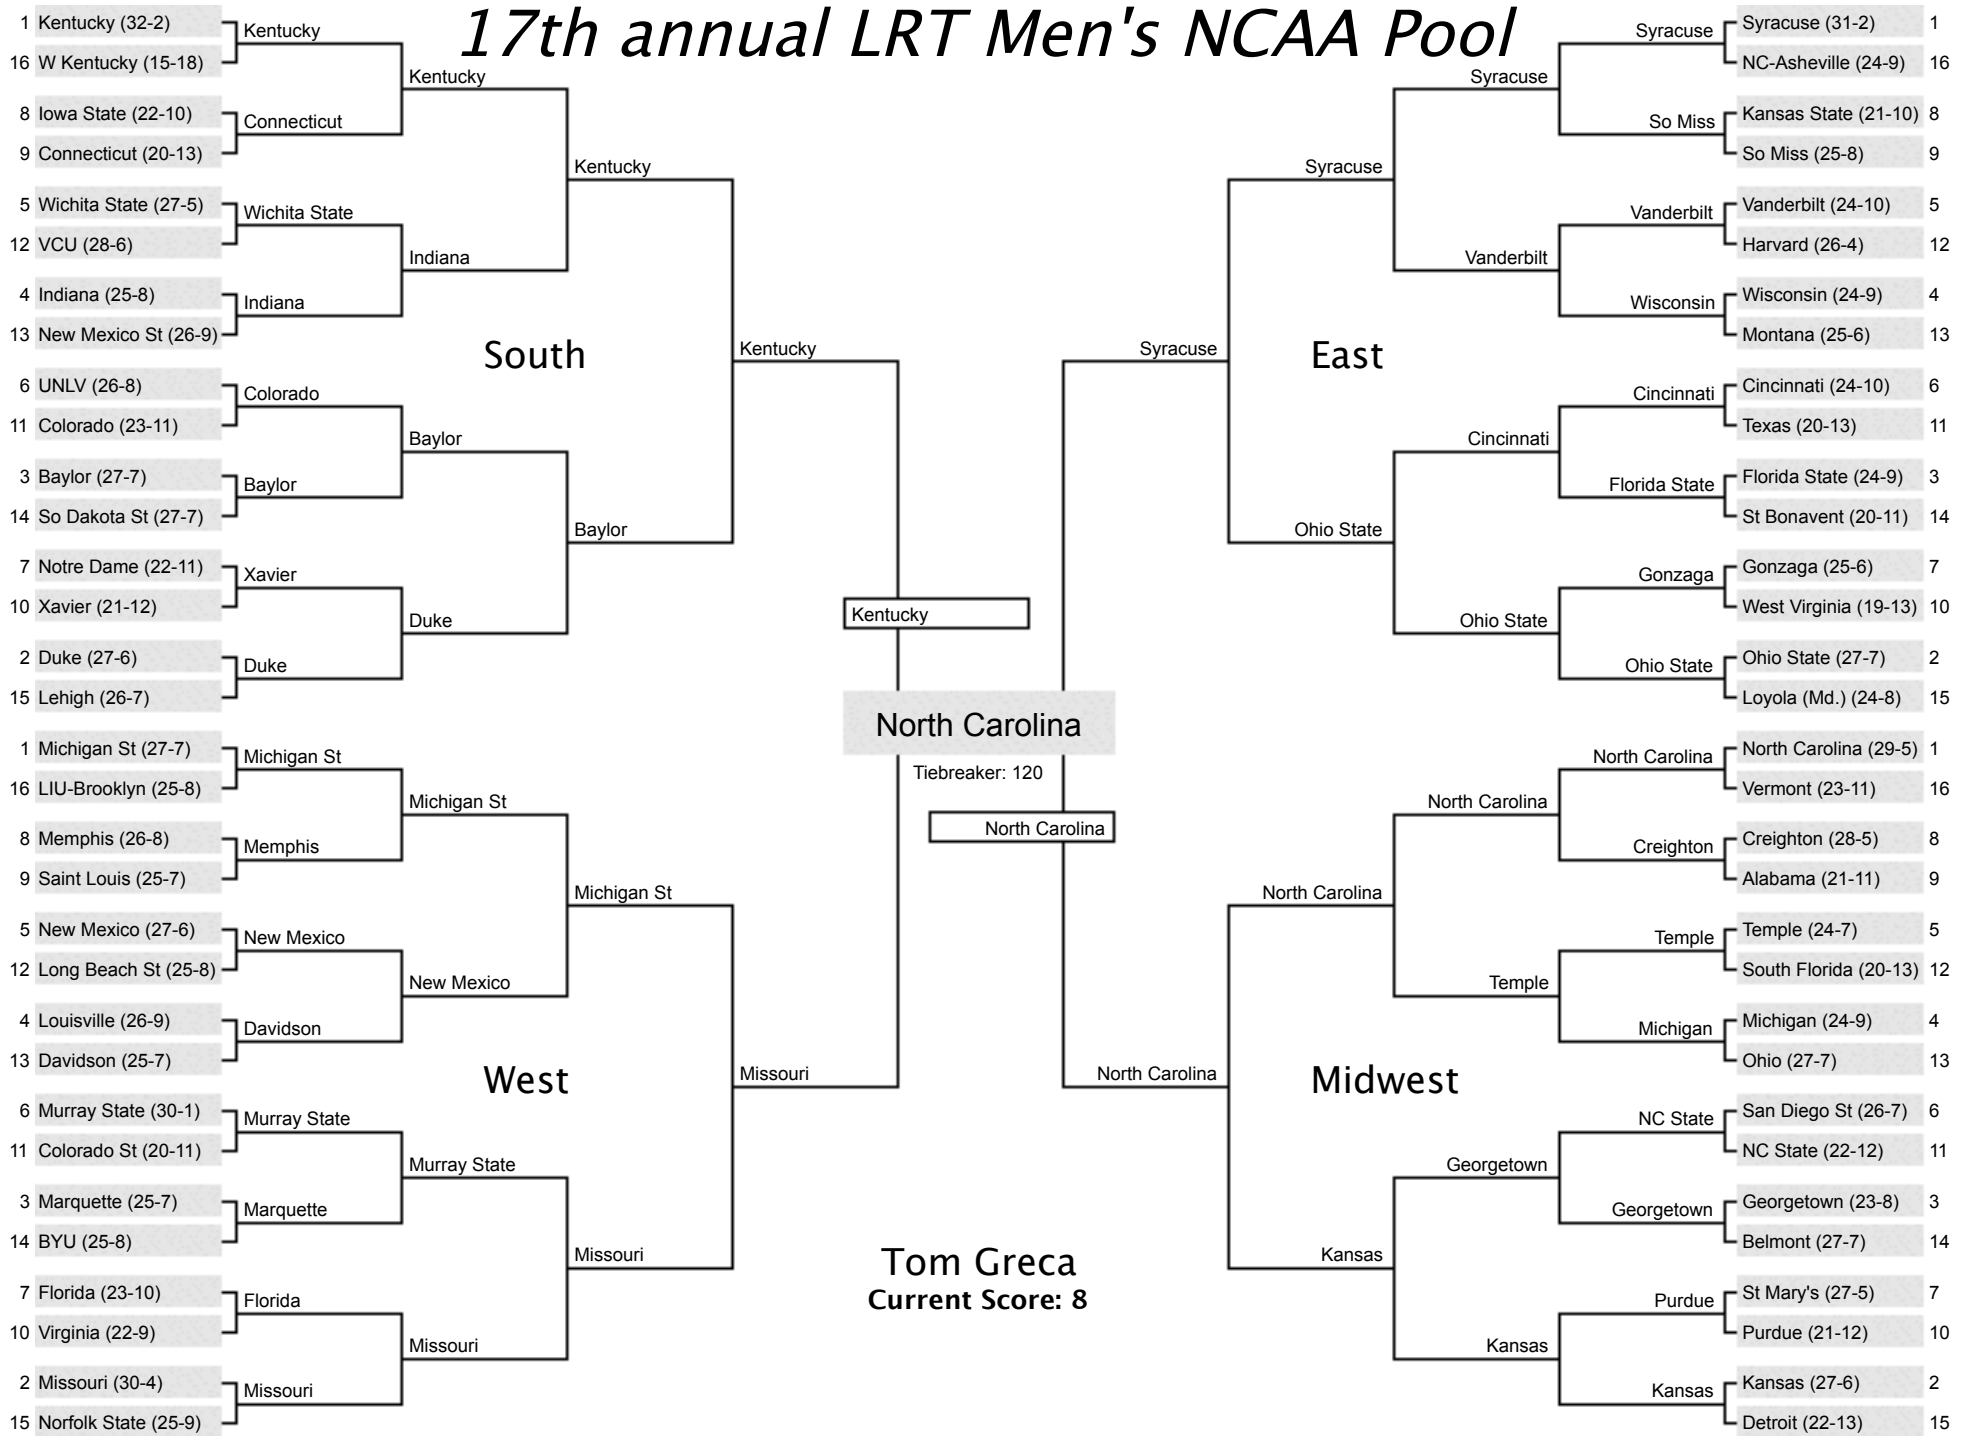 17th annual LRT Men's NCAA Pool
1 Kentucky (32-2)
16 W Kentucky (15-18)
8 Iowa State (22-10)
9 Connecticut (20-13)
5 Wichita State (27-5)
12 VCU (28-6)
4 Indiana (25-8)
13 New Mexico St (26-9)
6 UNLV (26-8)
11 Colorado (23-11)
3 Baylor (27-7)
14 So Dakota St (27-7)
7 Notre Dame (22-11)
10 Xavier (21-12)
2 Duke (27-6)
15 Lehigh (26-7)
Kentucky
Connecticut
Wichita State
Indiana
Colorado
Baylor
Xavier
Duke
Kentucky
Indiana
Baylor
Duke
Kentucky
Baylor
Kentucky
South
1 Michigan St (27-7)
16 LIU-Brooklyn (25-8)
8 Memphis (26-8)
9 Saint Louis (25-7)
5 New Mexico (27-6)
12 Long Beach St (25-8)
4 Louisville (26-9)
13 Davidson (25-7)
6 Murray State (30-1)
11 Colorado St (20-11)
3 Marquette (25-7)
14 BYU (25-8)
7 Florida (23-10)
10 Virginia (22-9)
2 Missouri (30-4)
15 Norfolk State (25-9)
Michigan St
Memphis
New Mexico
Davidson
Murray State
Marquette
Florida
Missouri
Michigan St
New Mexico
Murray State
Missouri
Michigan St
Missouri
Missouri
West
Kentucky
North Carolina
Tiebreaker: 120
North Carolina
Tom Greca
Current Score: 8
Syracuse (31-2) 1
NC-Asheville (24-9) 16
Kansas State (21-10) 8
So Miss (25-8) 9
Vanderbilt (24-10) 5
Harvard (26-4) 12
Wisconsin (24-9) 4
Montana (25-6) 13
Cincinnati (24-10) 6
Texas (20-13) 11
Florida State (24-9) 3
St Bonavent (20-11) 14
Gonzaga (25-6) 7
West Virginia (19-13) 10
Ohio State (27-7) 2
Loyola (Md.) (24-8) 15
Syracuse
So Miss
Vanderbilt
Wisconsin
Cincinnati
Florida State
Gonzaga
Ohio State
Syracuse
Vanderbilt
Cincinnati
Ohio State
Syracuse
Ohio State
Syracuse
East
North Carolina (29-5) 1
Vermont (23-11) 16
Creighton (28-5) 8
Alabama (21-11) 9
Temple (24-7) 5
South Florida (20-13) 12
Michigan (24-9) 4
Ohio (27-7) 13
San Diego St (26-7) 6
NC State (22-12) 11
Georgetown (23-8) 3
Belmont (27-7) 14
St Mary's (27-5) 7
Purdue (21-12) 10
Kansas (27-6) 2
Detroit (22-13) 15
North Carolina
Creighton
Temple
Michigan
NC State
Georgetown
Purdue
Kansas
North Carolina
Temple
Georgetown
Kansas
North Carolina
Kansas
North Carolina
Midwest